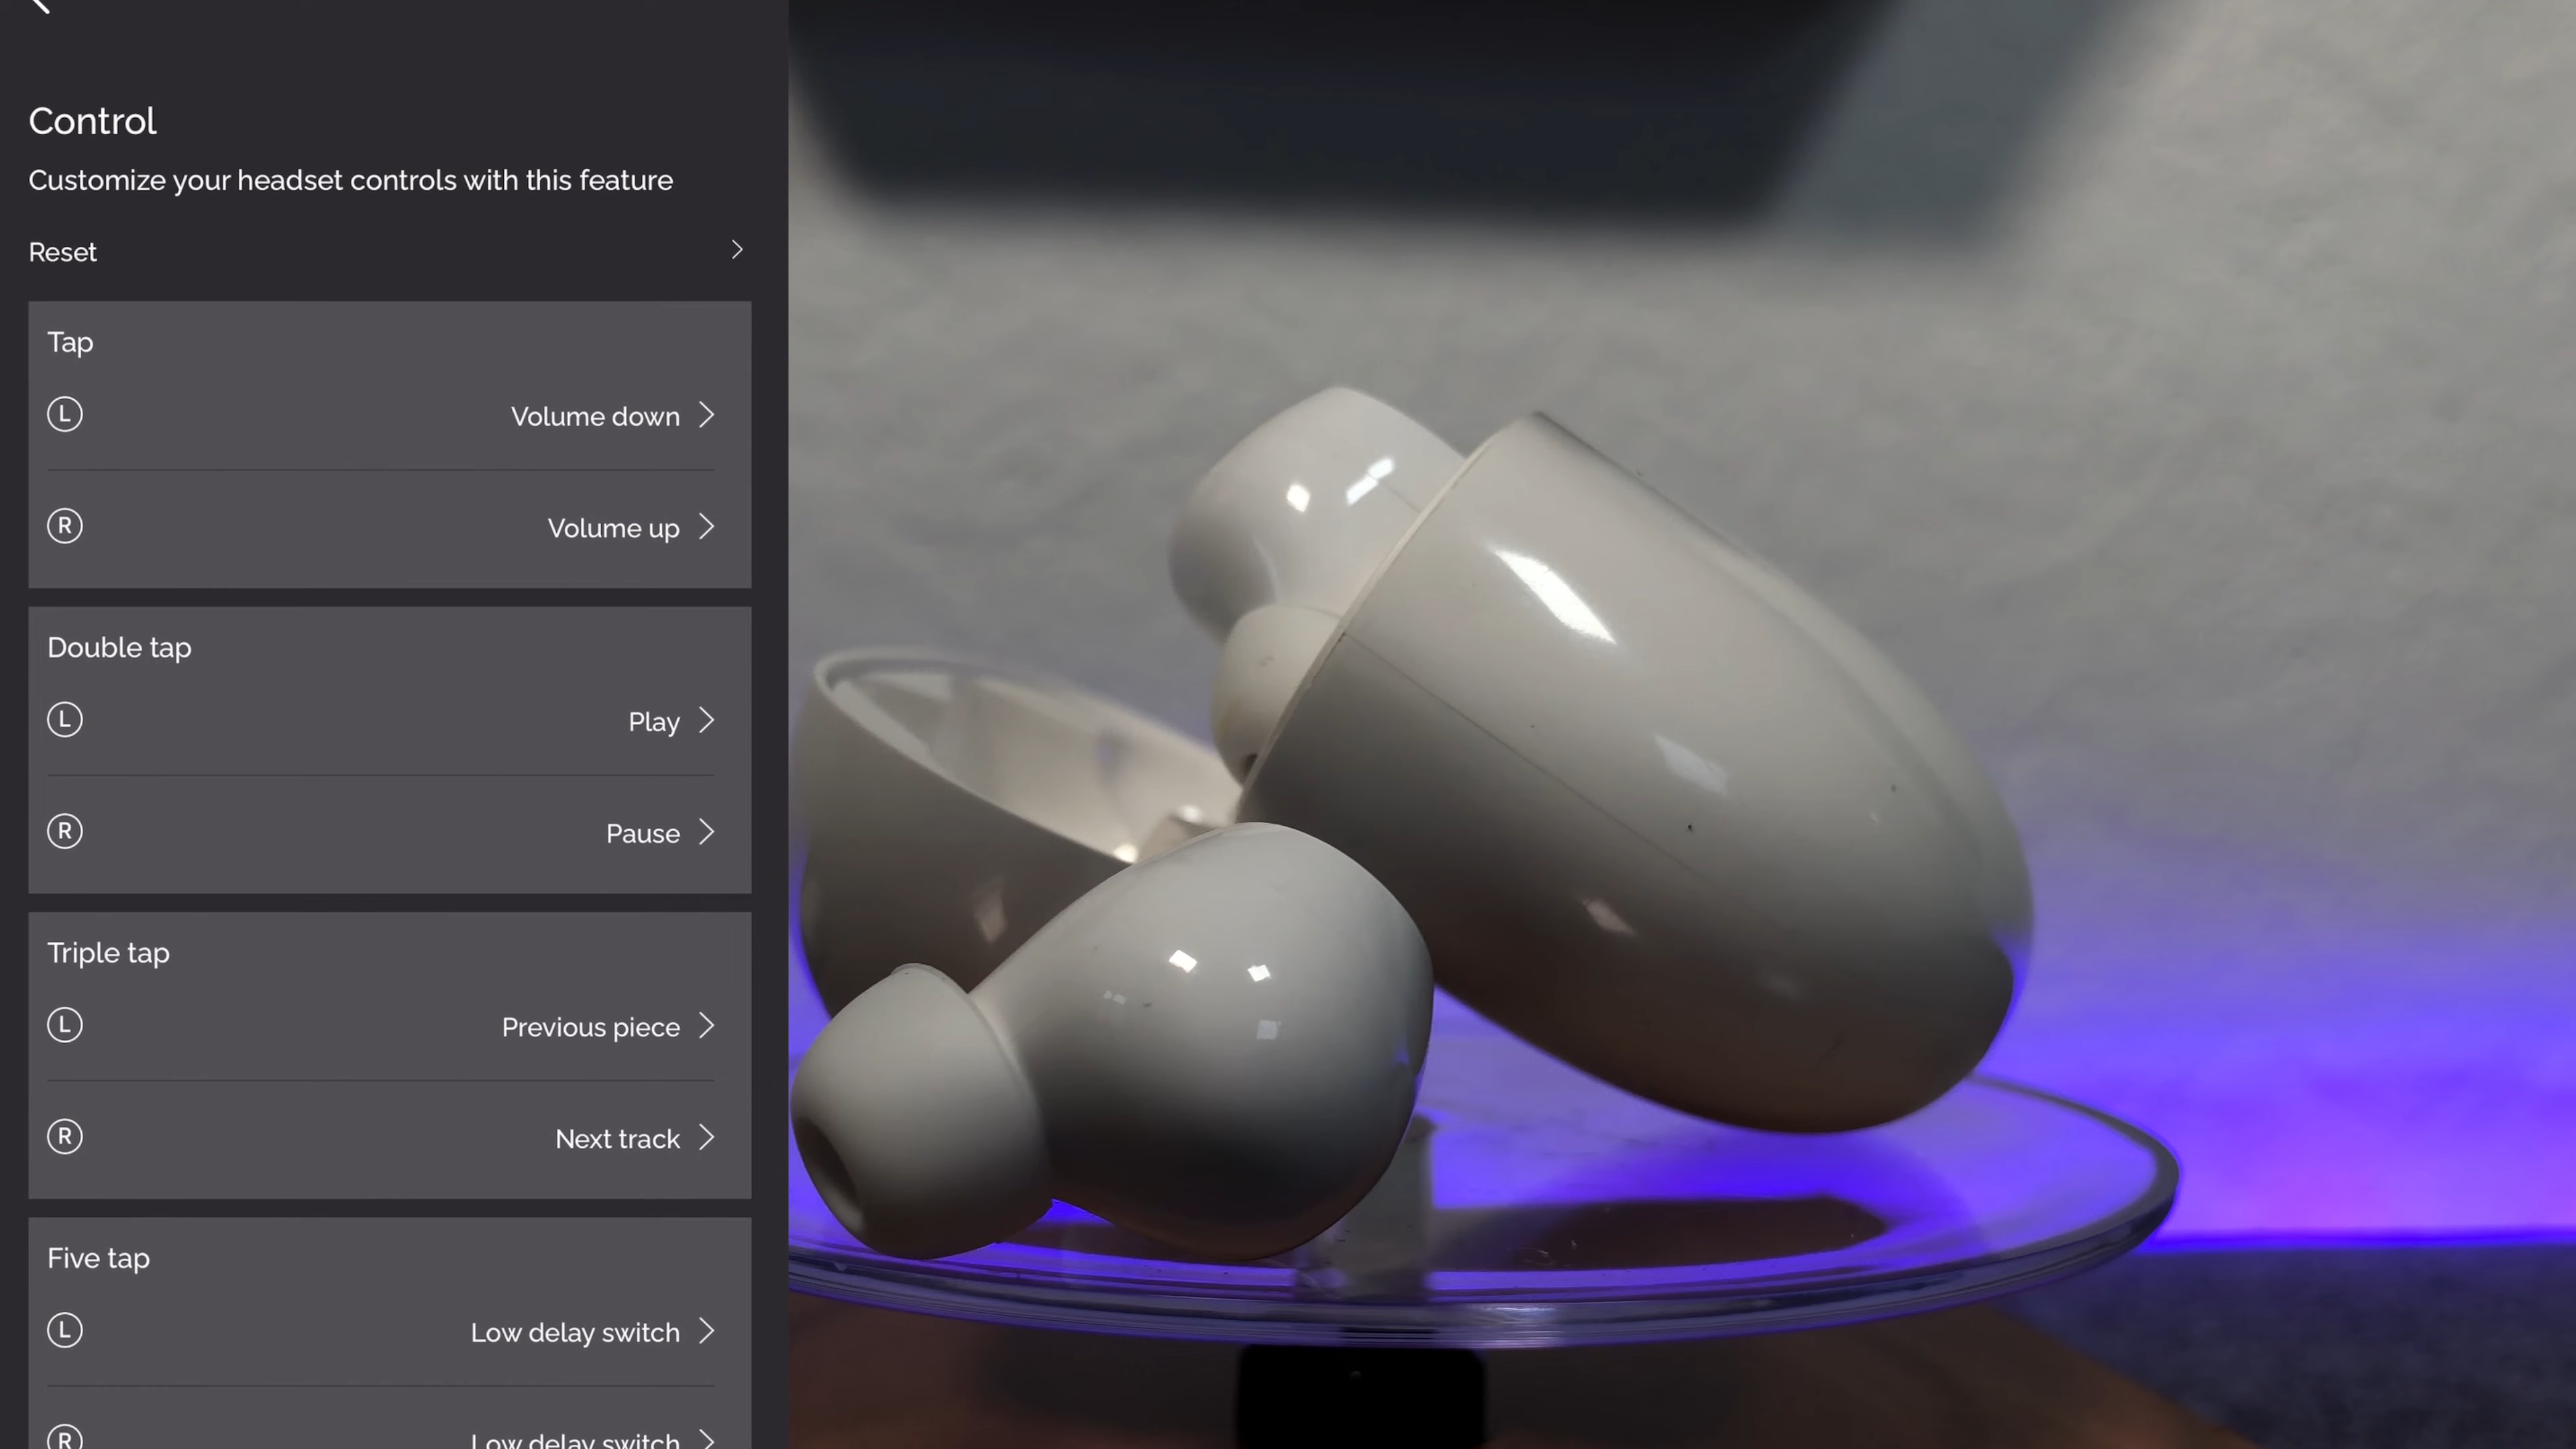 Control
Customize your headset controls with this feature
Reset
Tap
L Volume down
R Volume up
Double tap
L Play
R Pause
Triple tap
L Previous piece
R Next track
Five tap
L Low delay switch
R Low delay switch